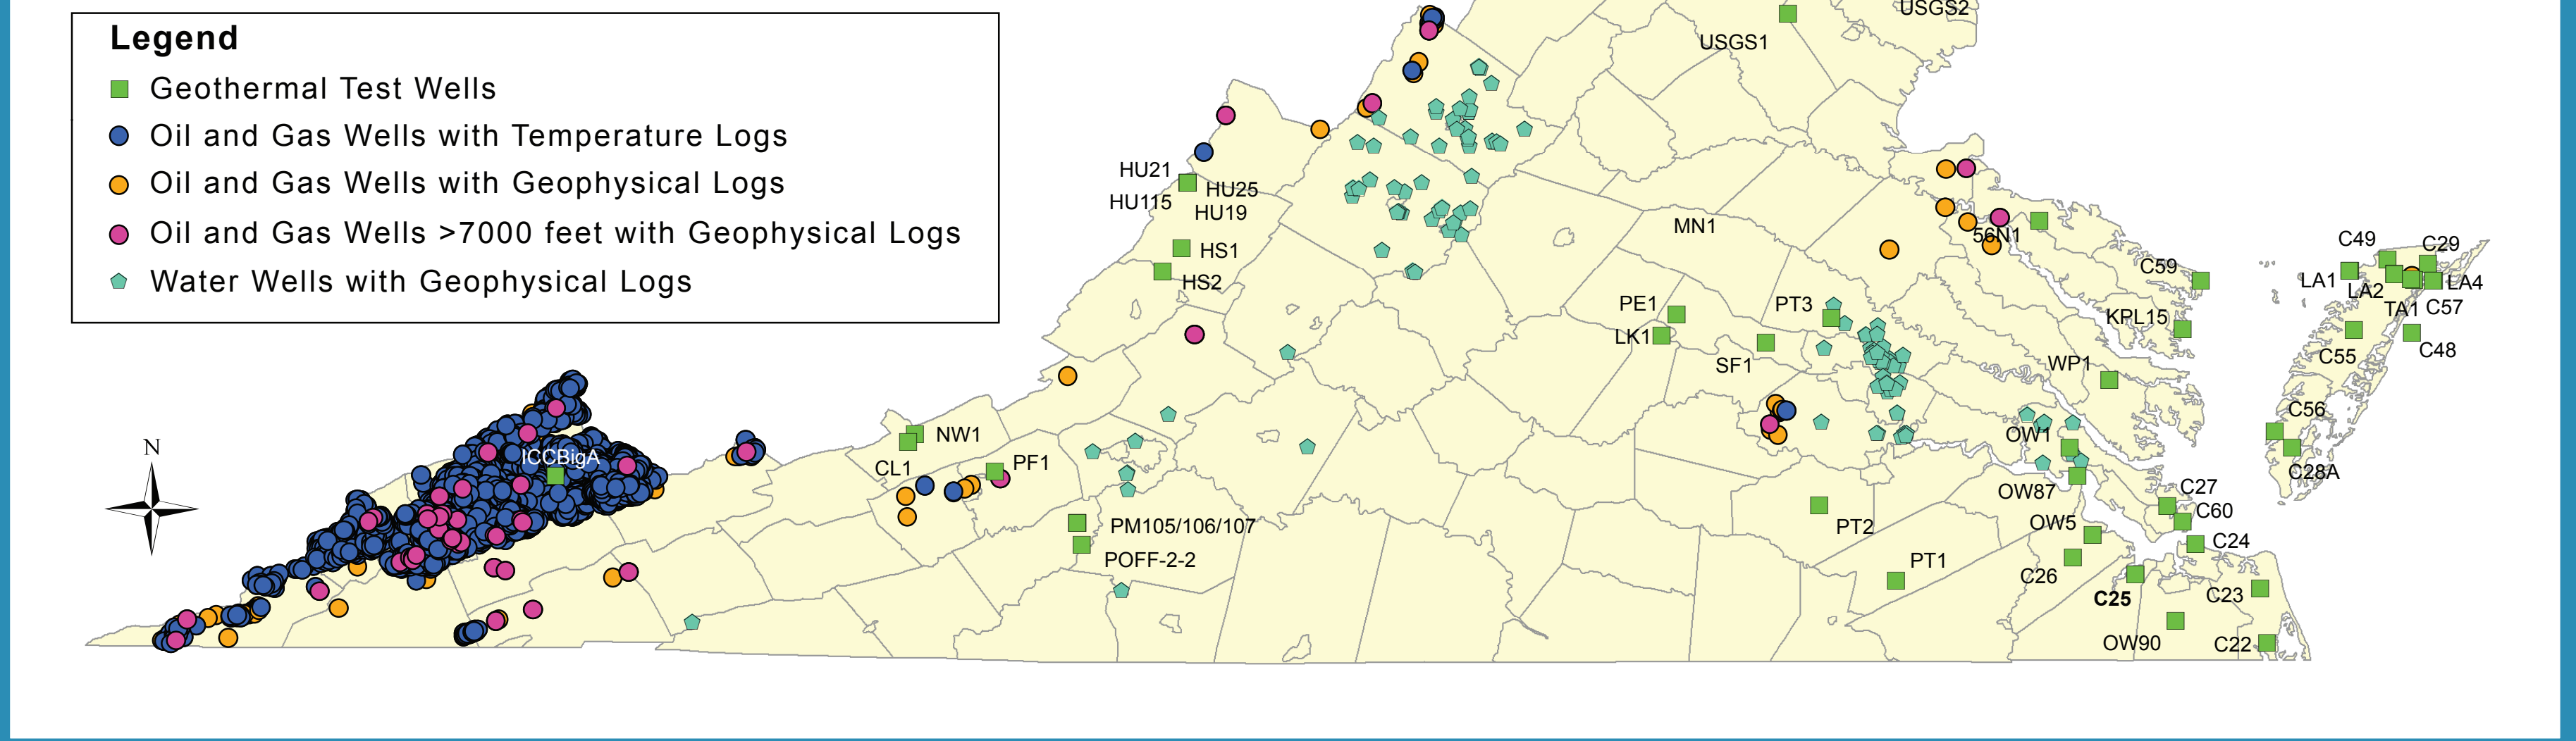 Legend
Geothermal Test Wells
Oil and Gas Wells with Temperature Logs
Oil and Gas Wells with Geophysical Logs
Oil and Gas Wells >7000 feet with Geophysical Logs
Water Wells with Geophysical Logs
N
USGS2
USGS1
HU21
HU25
HU115
HU19
HS1
HS2
MN1
56N1
C49
C29
C59
LA1
LA2
LA4
TA1
C57
KPL15
PE1
PT3
LK1
SF1
C55
C48
WP1
C56
NW1
OW1
ICCBigA
CL1
PF1
C28A
OW87
C27
C60
PM105/106/107
PT2
OW5
C24
POFF-2-2
PT1
C26
C25
C23
OW90
C22